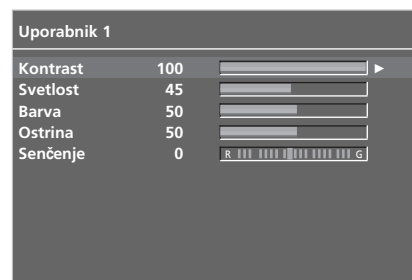 Uporabnik 1
Kontrast 100
Svetlost 45
Barva 50
Ostrina 50
Senčenje 0 R G